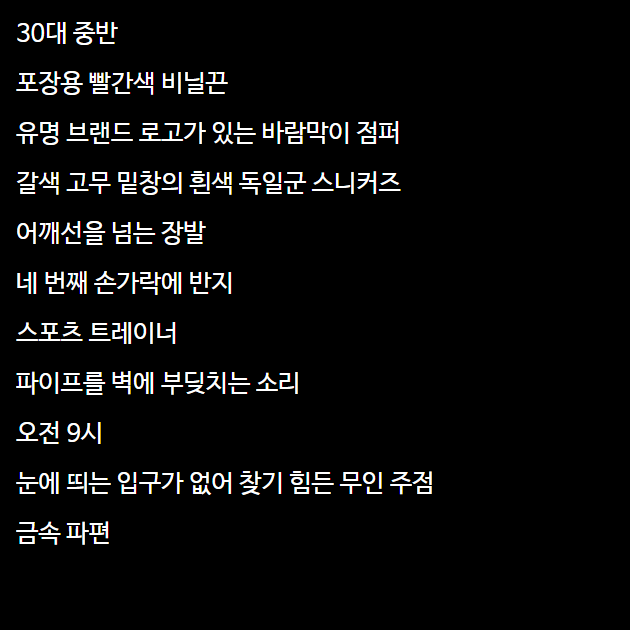 30대 중반
포장용 빨간색 비닐끈
유명 브랜드 로고가 있는 바람막이 점퍼
갈색 고무 밑창의 흰색 독일군 스니커즈
어깨선을 넘는 장발
네 번째 손가락에 반지
스포츠 트레이너
파이프를 벽에 부딪치는 소리
오전 9시
눈에 띄는 입구가 없어 찾기 힘든 무인 주점
금속 파편